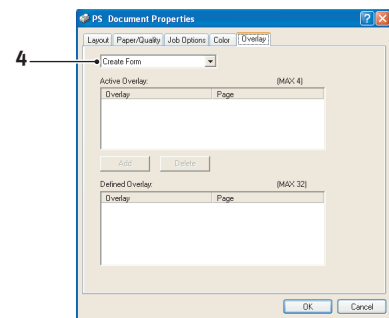 PS Document Properties
Layout Paper/Quality Job Options Color Overlay
4
Create Form
Active Overlay: (MAX 4)
Overlay Page
Add Delete
Defined Overlay: (MAX 32)
Overlay Page
OK Cancel